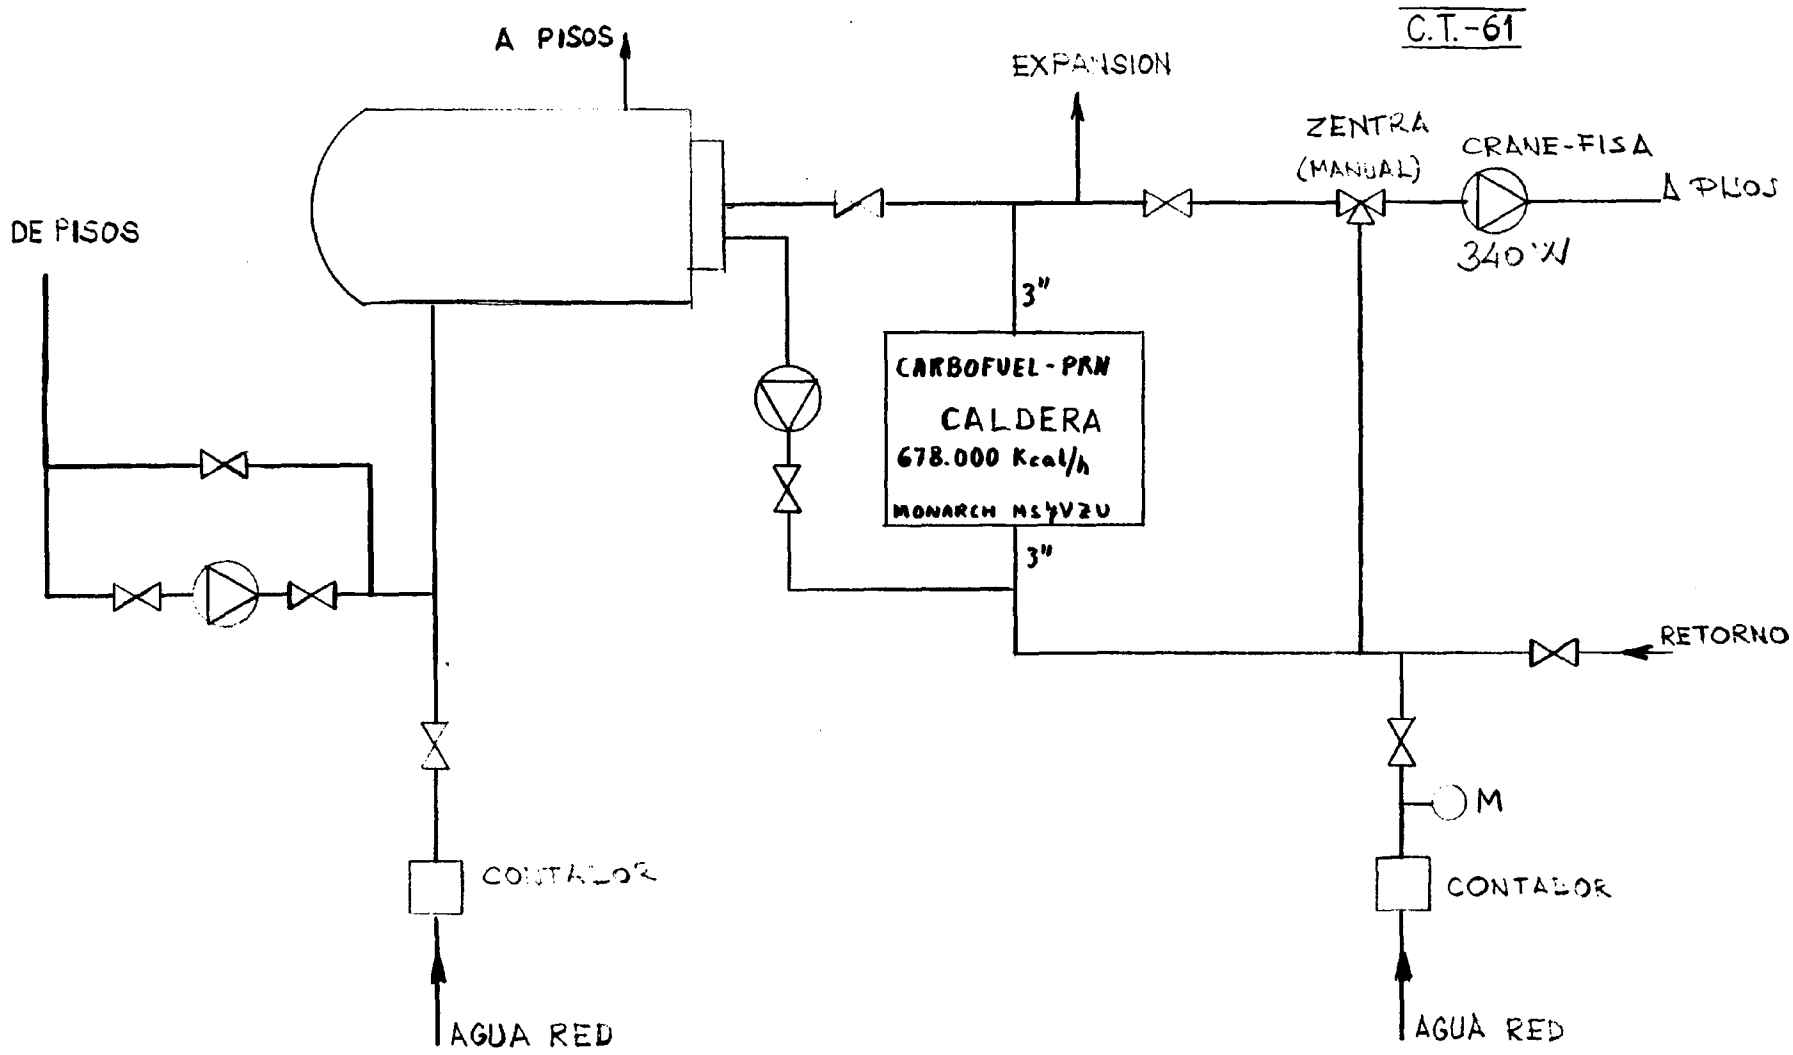 C.T.-61
A PISOS
EXPANSION
ZENTRA
(MANUAL)
CRANE-FISA
A PISOS
340 W
DE PISOS
3"
CARBOFUEL-PRN
CALDERA
678.000 Kcal/h
MONARCH
3"
RETORNO
M
CONTADOR
CONTADOR
AGUA RED
AGUA RED